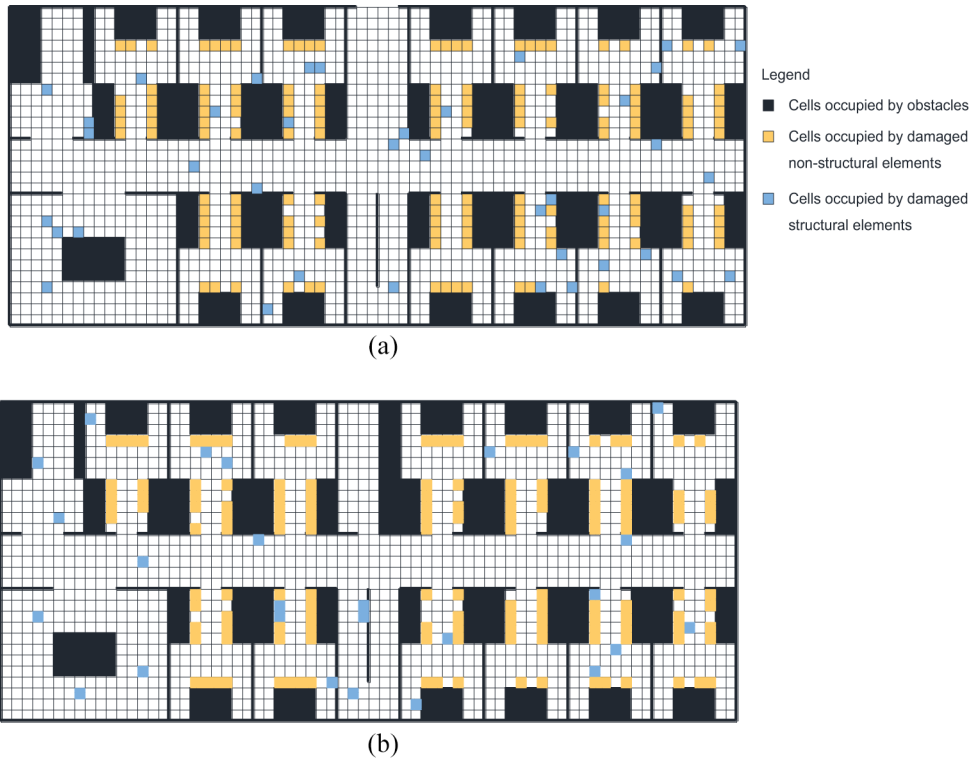 Legend
Cells occupied by obstacles
Cells occupied by damaged
non-structural elements
Cells occupied by damaged
structural elements
(a)
(b)